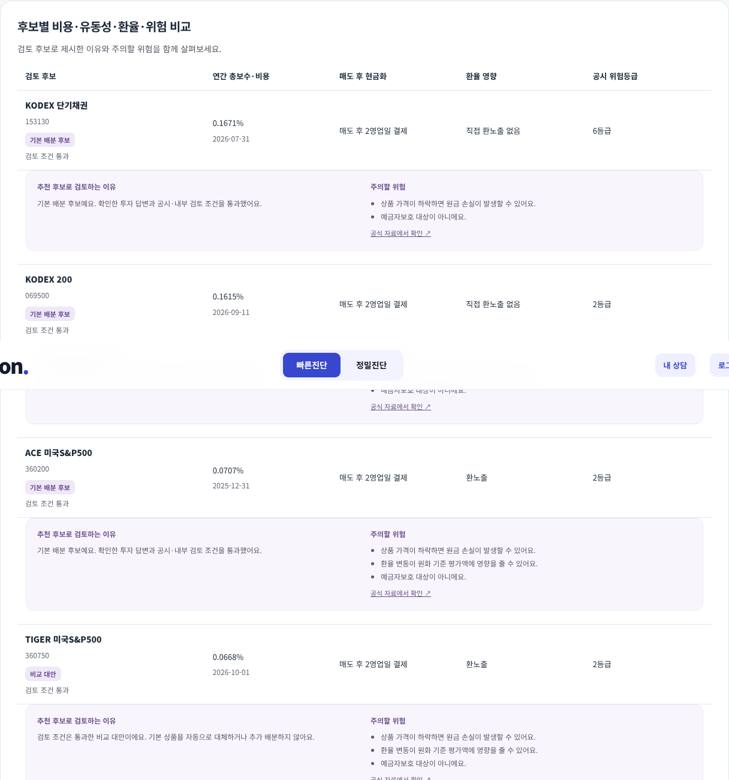 후보별 비용·유동성·환율·위험 비교
검토 후보로 제시한 이유와 주의할 위험을 함께 살펴보세요.
검토 후보 연간 총보수·비용 매도 후 현금화 환율 영향 공시 위험등급
KODEX 단기채권
153130
기본 배분 후보
검토 조건 통과
0.1671%
2026-07-31
매도 후 2영업일 결제
직접 환노출 없음
6등급
추천 후보로 검토하는 이유
기본 배분 후보예요. 확인한 투자 답변과 공시·내부 검토 조건을 통과했어요.
주의할 위험
상품 가격이 하락하면 원금 손실이 발생할 수 있어요.
예금자보호 대상이 아니에요.
공식 자료에서 확인 ↗
KODEX 200
069500
기본 배분 후보
검토 조건 통과
0.1615%
2026-09-11
매도 후 2영업일 결제
직접 환노출 없음
2등급
on.
빠른진단 정밀진단
내 상담
예금자보호 대상이 아니에요.
공식 자료에서 확인 ↗
ACE 미국S&P500
360200
기본 배분 후보
검토 조건 통과
0.0707%
2025-12-31
매도 후 2영업일 결제
환노출
2등급
추천 후보로 검토하는 이유
기본 배분 후보예요. 확인한 투자 답변과 공시·내부 검토 조건을 통과했어요.
주의할 위험
상품 가격이 하락하면 원금 손실이 발생할 수 있어요.
환율 변동이 원화 기준 평가액에 영향을 줄 수 있어요.
예금자보호 대상이 아니에요.
공식 자료에서 확인 ↗
TIGER 미국S&P500
360750
비교 대안
검토 조건 통과
0.0668%
2026-10-01
매도 후 2영업일 결제
환노출
2등급
추천 후보로 검토하는 이유
검토 조건은 통과한 비교 대안이에요. 기본 상품을 자동으로 대체하거나 추가 배분하지 않아요.
주의할 위험
상품 가격이 하락하면 원금 손실이 발생할 수 있어요.
환율 변동이 원화 기준 평가액에 영향을 줄 수 있어요.
예금자보호 대상이 아니에요.
공식 자료에서 확인 ↗